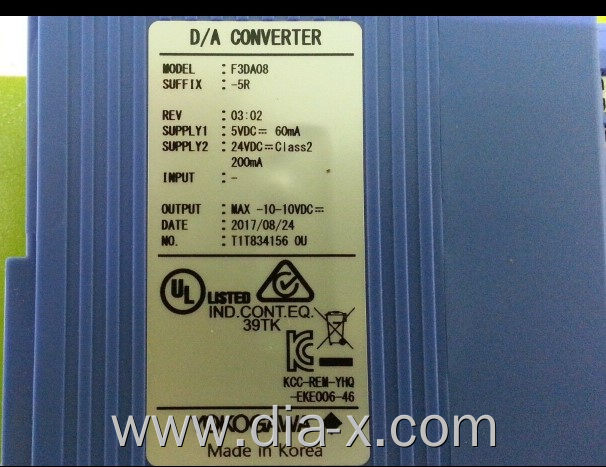 D/A CONVERTER
MODEL : F3DA08
SUFFIX : -5R
REV : 03:02
SUPPLY1 : 5VDC⎓ 60mA
SUPPLY2 : 24VDC⎓Class2
200mA
INPUT : -
OUTPUT : MAX -10-10VDC⎓
DATE : 2017/08/24
NO. : T1T834156 0U
UL LISTED
IND.CONT.EQ.
39TK
KCC-REM-YHQ
-EKE006-46
YOKOGAWA
www.dia-x.com
Made in Korea